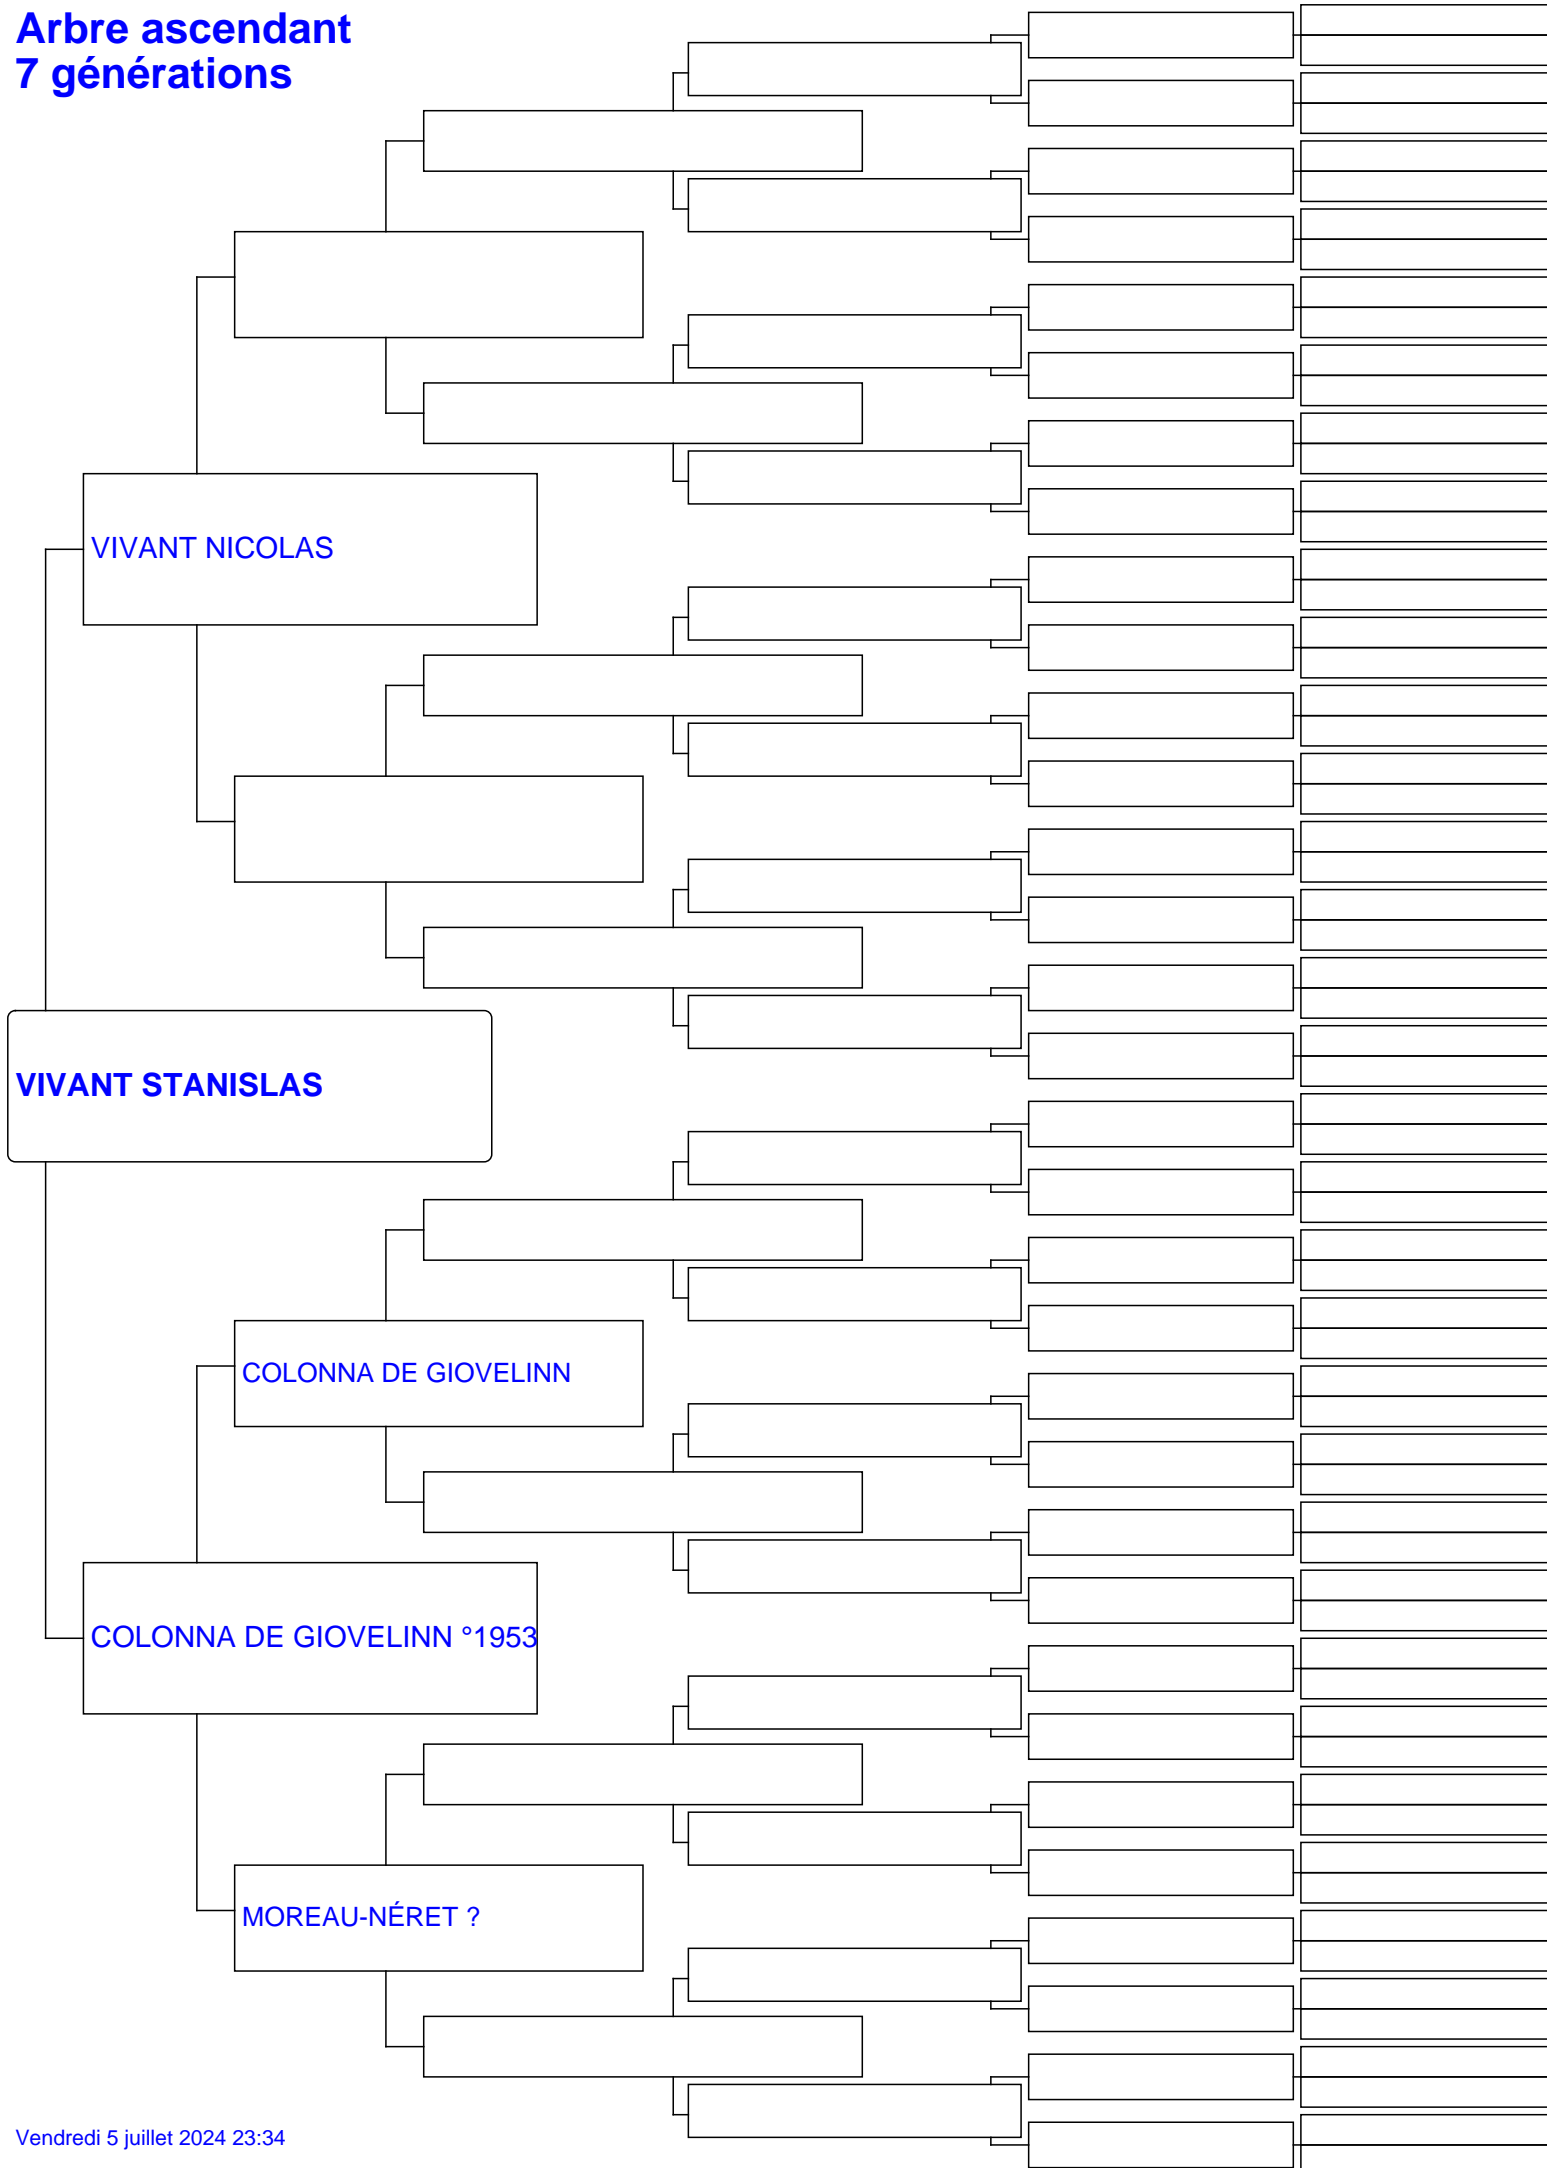 Arbre ascendant
7 générations
VIVANT NICOLAS
VIVANT STANISLAS
COLONNA DE GIOVELINN
COLONNA DE GIOVELINN °1953
MOREAU-NÉRET ?
Vendredi 5 juillet 2024 23:34